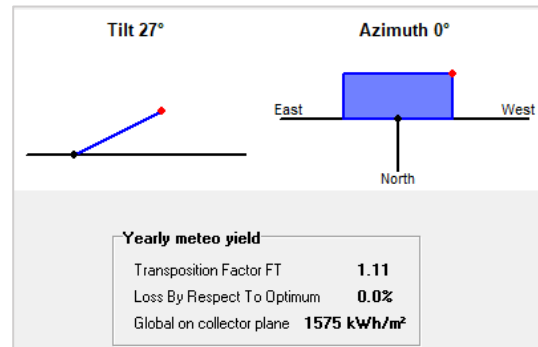 Tilt 27°
Azimuth 0°
East
West
North
Yearly meteo yield
Transposition Factor FT 1.11
Loss By Respect To Optimum 0.0%
Global on collector plane 1575 kWh/m²